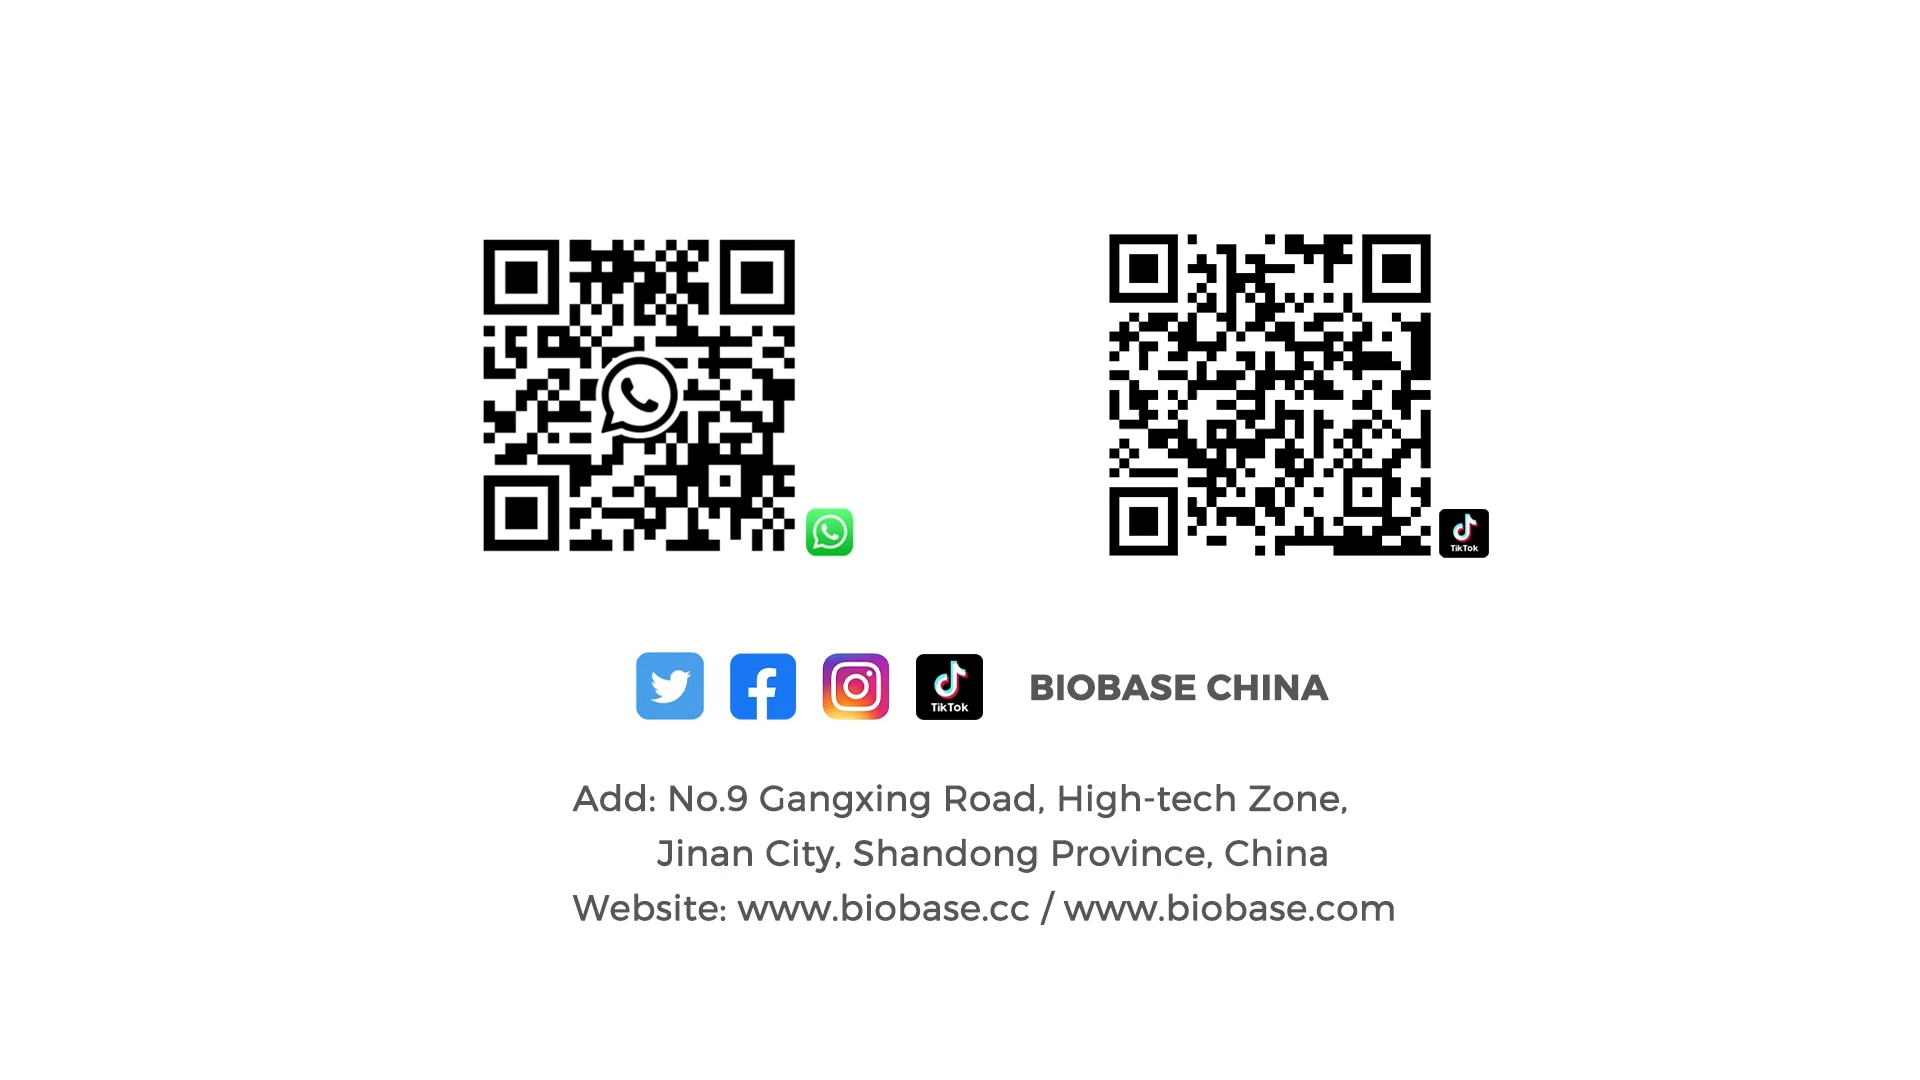 TikTok
TikTok
BIOBASE CHINA
Add: No.9 Gangxing Road, High-tech Zone,
Jinan City, Shandong Province, China
Website: www.biobase.cc / www.biobase.com